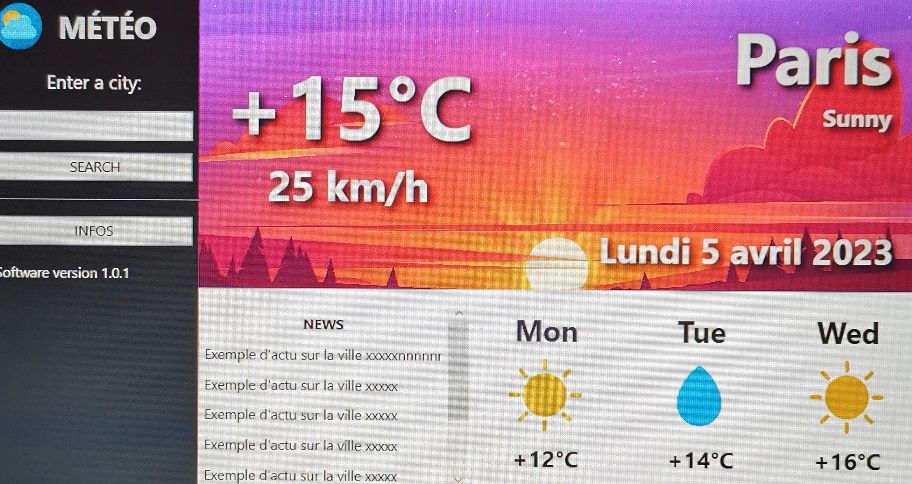 MÉTÉO
Enter a city:
SEARCH
INFOS
Software version 1.0.1
+15°C
25 km/h
Paris
Sunny
Lundi 5 avril 2023
NEWS
Exemple d'actu sur la ville xxxxxnnnnnr
Exemple d'actu sur la ville xxxxx
Exemple d'actu sur la ville xxxxx
Exemple d'actu sur la ville xxxxx
Exemple d'actu sur la ville xxxxx
Mon Tue Wed
+12°C +14°C +16°C